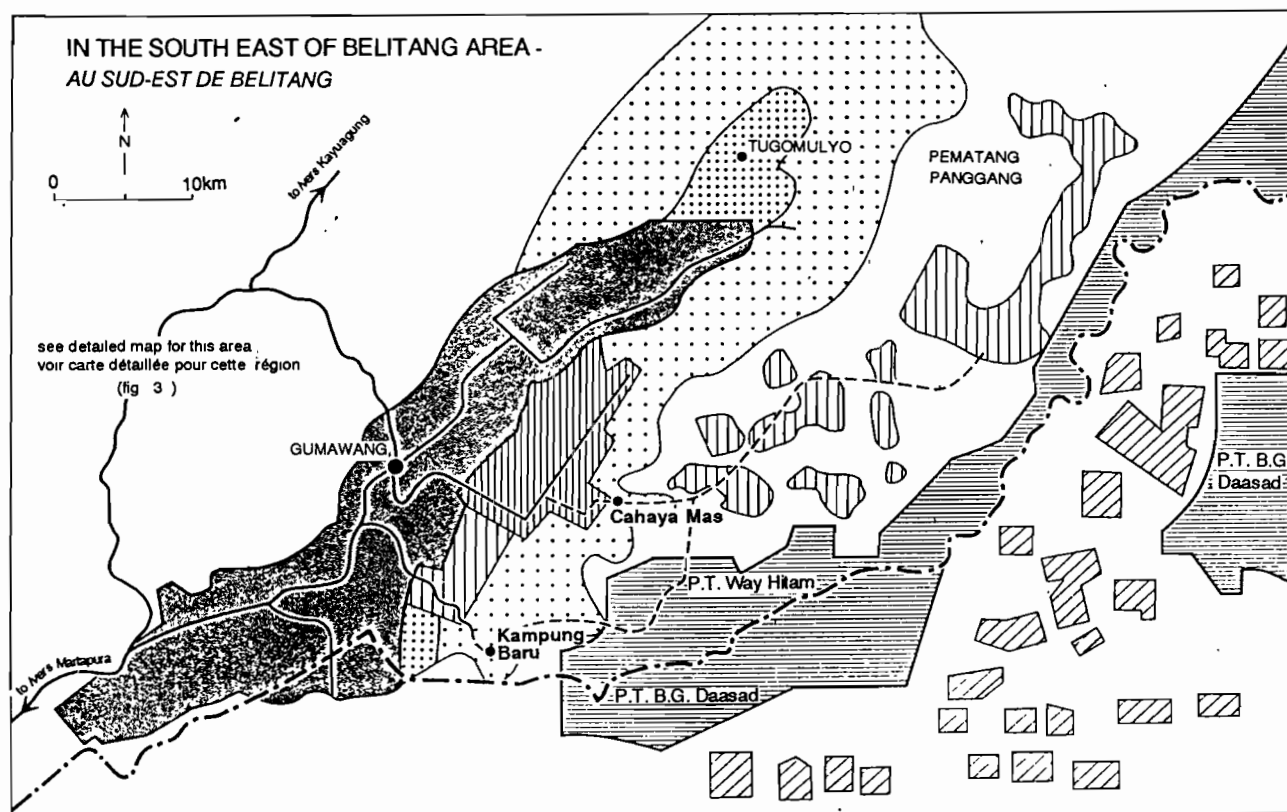 IN THE SOUTH EAST OF BELITANG AREA -
AU SUD-EST DE BELITANG
N
0 10km
to /vers Kayuagung
TUGOMULYO
PEMATANG
PANGGANG
see detailed map for this area
voir carte détaillée pour cette région
(fig 3 )
GUMAWANG
Cahaya Mas
P.T. B.G.
Daasad
P.T. Way Hitam
Kampung
Baru
to /vers Martapura
P.T. B.G. Daasad